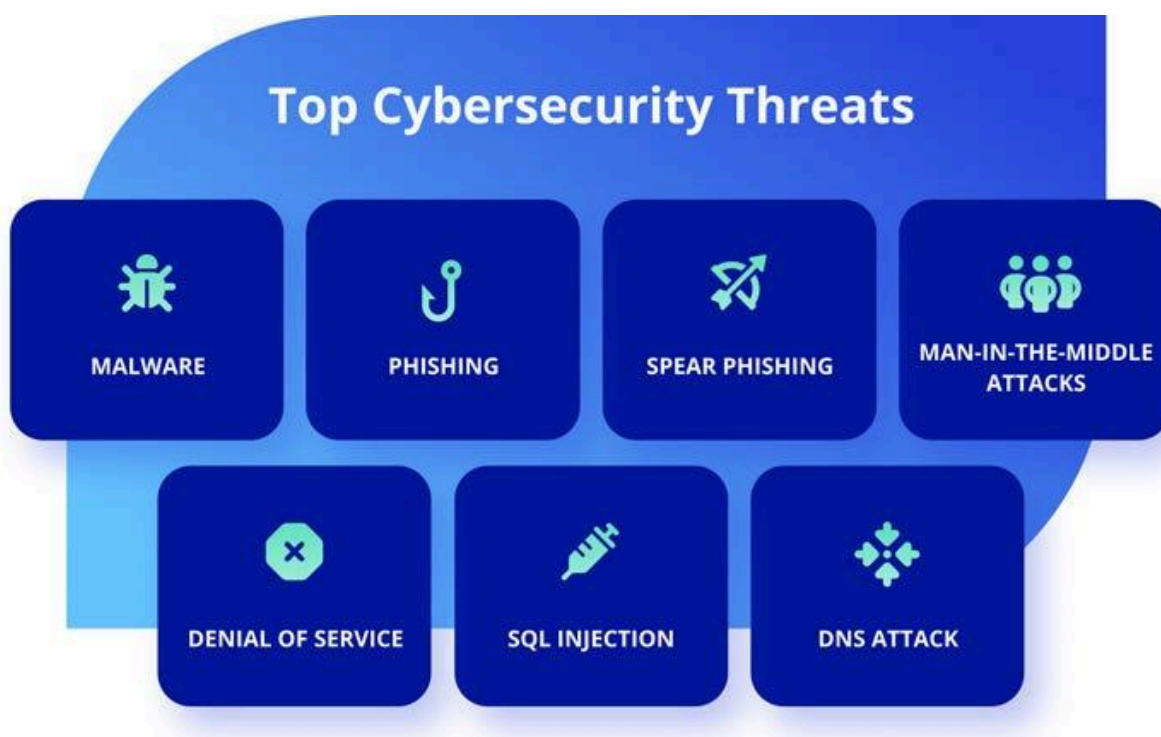 Top Cybersecurity Threats
MALWARE
PHISHING
SPEAR PHISHING
MAN-IN-THE-MIDDLE
ATTACKS
DENIAL OF SERVICE
SQL INJECTION
DNS ATTACK